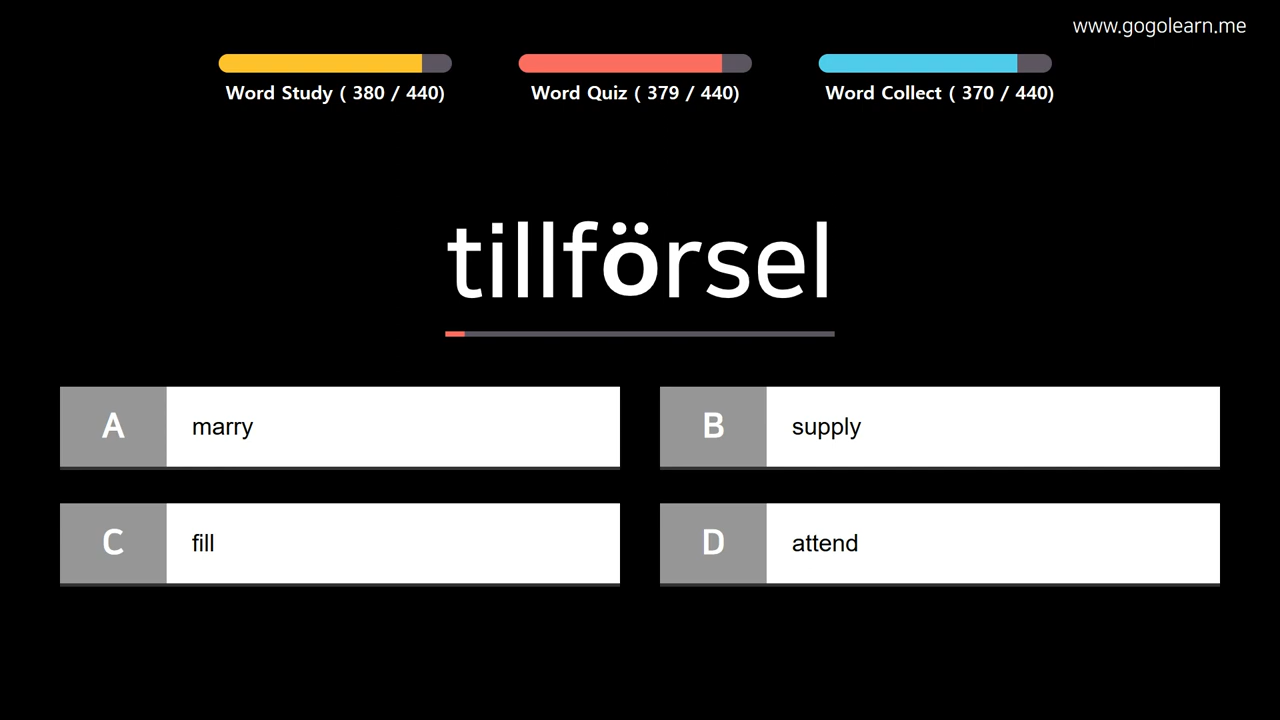 www.gogolearn.me
Word Study ( 380 / 440)
Word Quiz ( 379 / 440)
Word Collect ( 370 / 440)
tillförsel
A marry
B supply
C fill
D attend